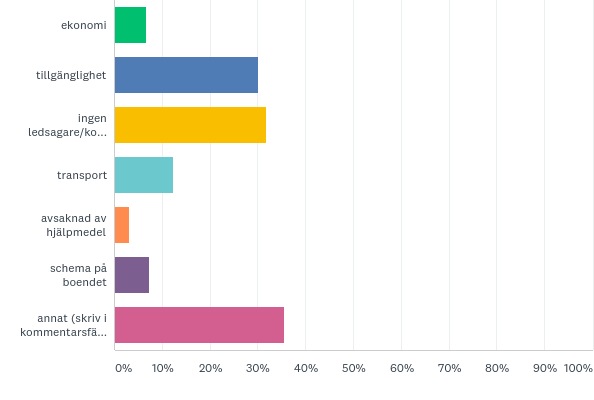 ekonomi
tillgänglighet
ingen
ledsagare/ko...
transport
avsaknad av
hjälpmedel
schema på
boendet
annat (skriv i
kommentarsfä...
0% 10% 20% 30% 40% 50% 60% 70% 80% 90% 100%